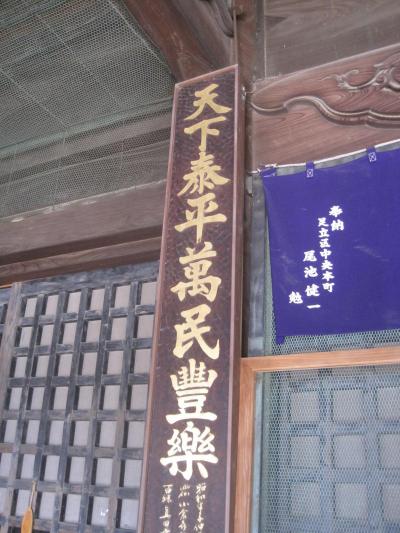 天下泰平萬民豐樂
奉納
足立区中央本町
尾池健一